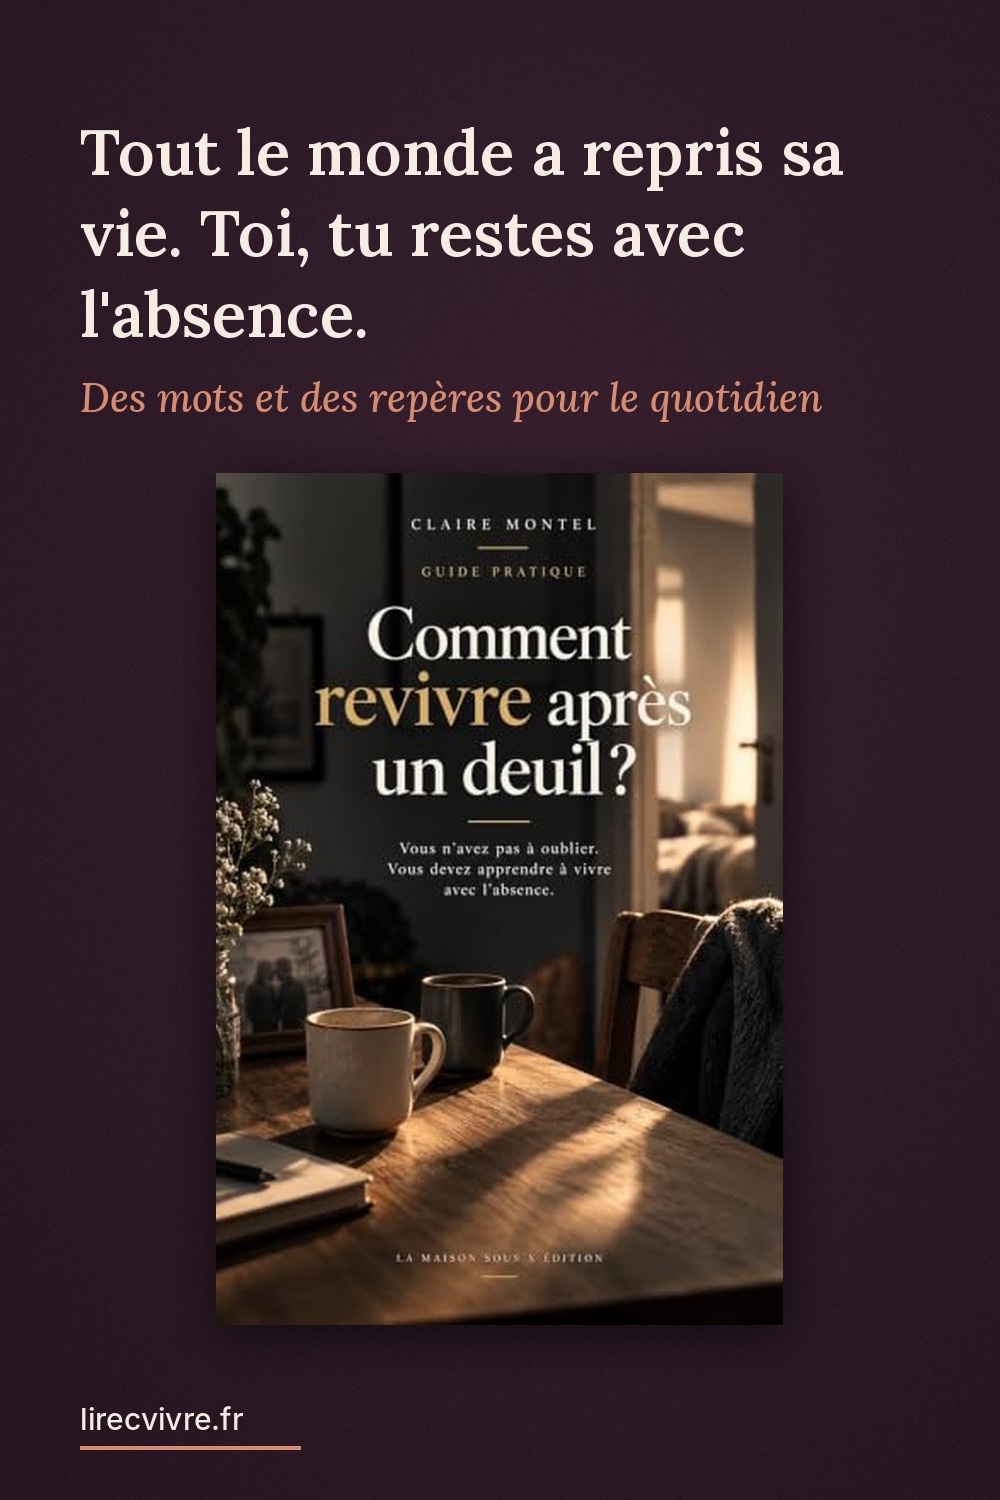 Tout le monde a repris sa
vie. Toi, tu restes avec
l'absence.
Des mots et des repères pour le quotidien
CLAIRE MONTEL
GUIDE PRATIQUE
Comment
revivre après
un deuil ?
Vous n'avez pas à oublier.
Vous devez apprendre à vivre
avec l'absence.
LA MAISON SOUS X ÉDITION
lirecvivre.fr